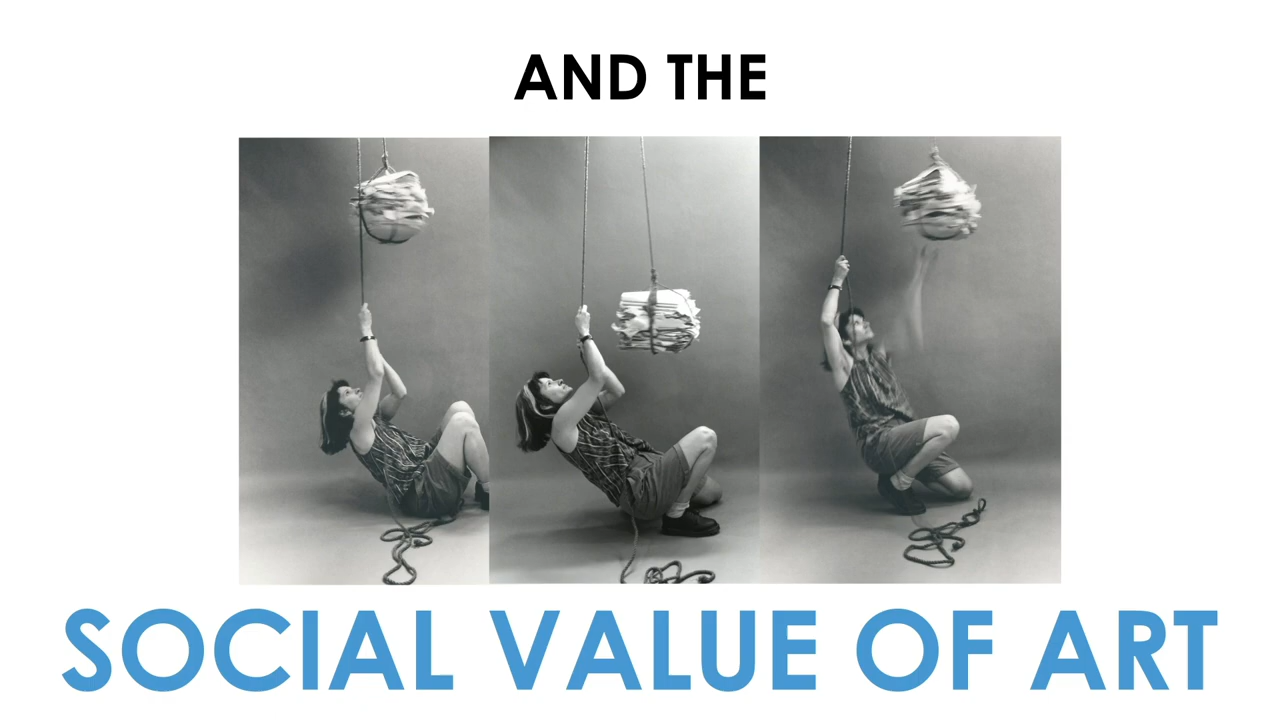 AND THE
SOCIAL VALUE OF ART